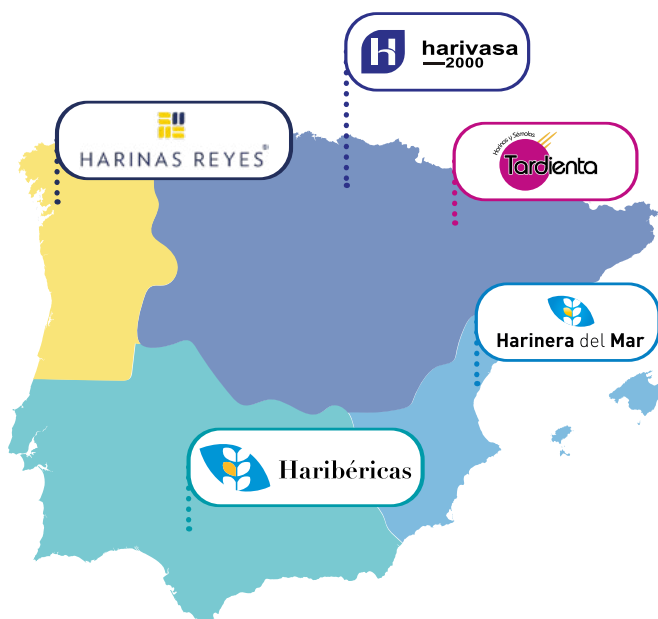 harivasa
2000
HARINAS REYES®
Harinas y Sémolas
Tardienta
Harinera del Mar
Haribéricas